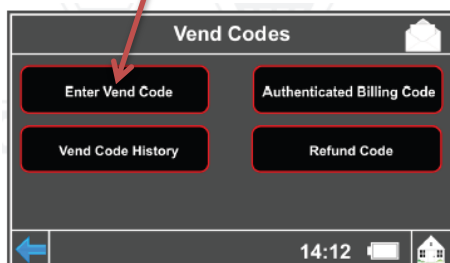 Vend Codes
Enter Vend Code
Authenticated Billing Code
Vend Code History
Refund Code
14:12